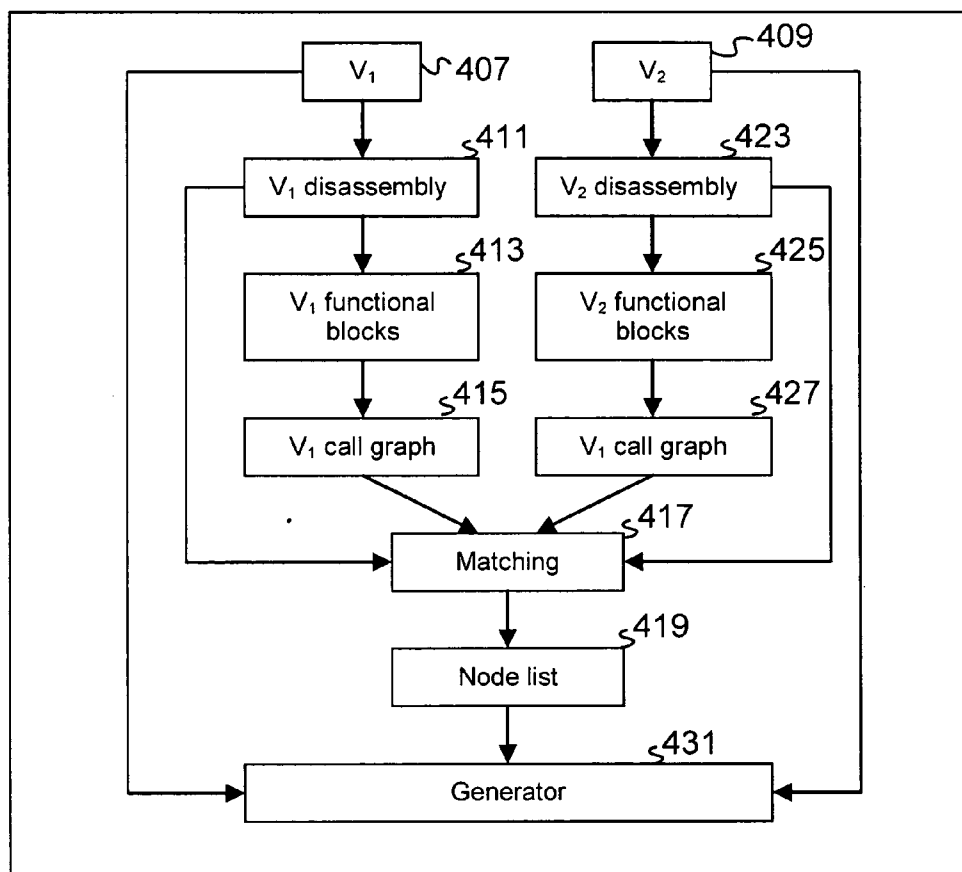 V₁
407
V₂
409
411
V₁ disassembly
423
V₂ disassembly
413
V₁ functional
blocks
425
V₂ functional
blocks
415
V₁ call graph
427
V₁ call graph
417
Matching
419
Node list
431
Generator